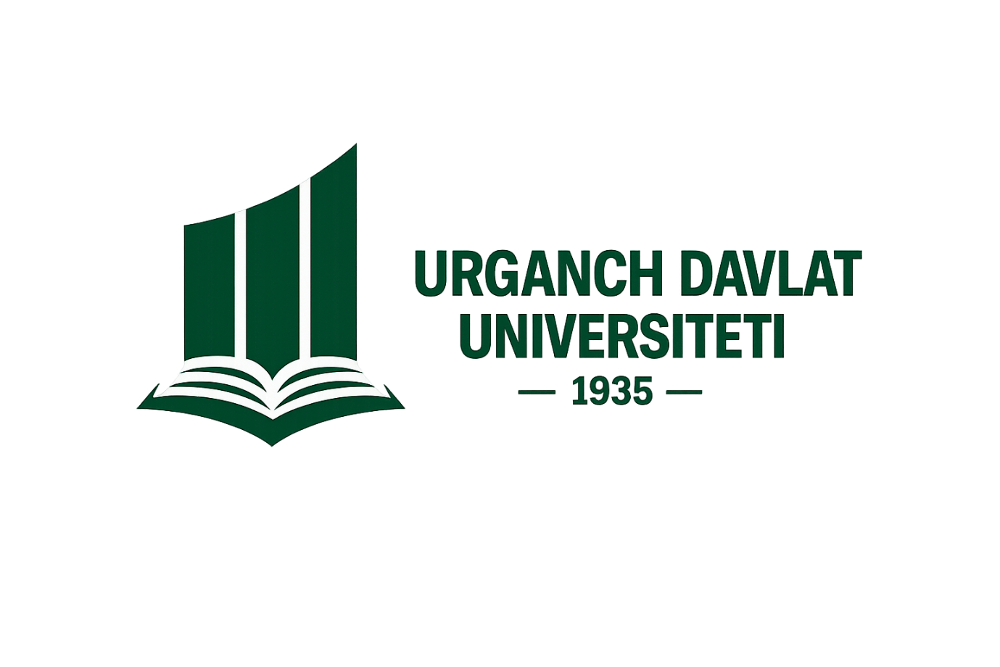 URGANCH DAVLAT
UNIVERSITETI
— 1935 —